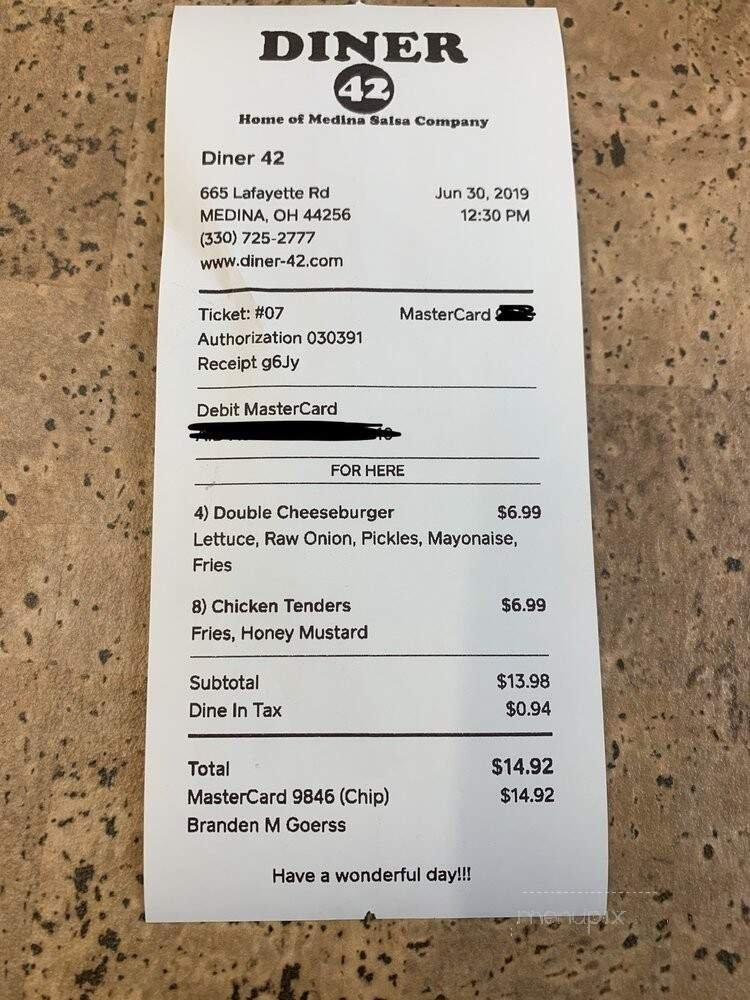 DINER
42
Home of Medina Salsa Company
Diner 42
665 Lafayette Rd Jun 30, 2019
MEDINA, OH 44256 12:30 PM
(330) 725-2777
www.diner-42.com
Ticket: #07 MasterCard
Authorization 030391
Receipt g6Jy
Debit MasterCard
FOR HERE
4) Double Cheeseburger $6.99
Lettuce, Raw Onion, Pickles, Mayonaise,
Fries
8) Chicken Tenders $6.99
Fries, Honey Mustard
Subtotal $13.98
Dine In Tax $0.94
Total $14.92
MasterCard 9846 (Chip) $14.92
Branden M Goerss
Have a wonderful day!!!
menupix